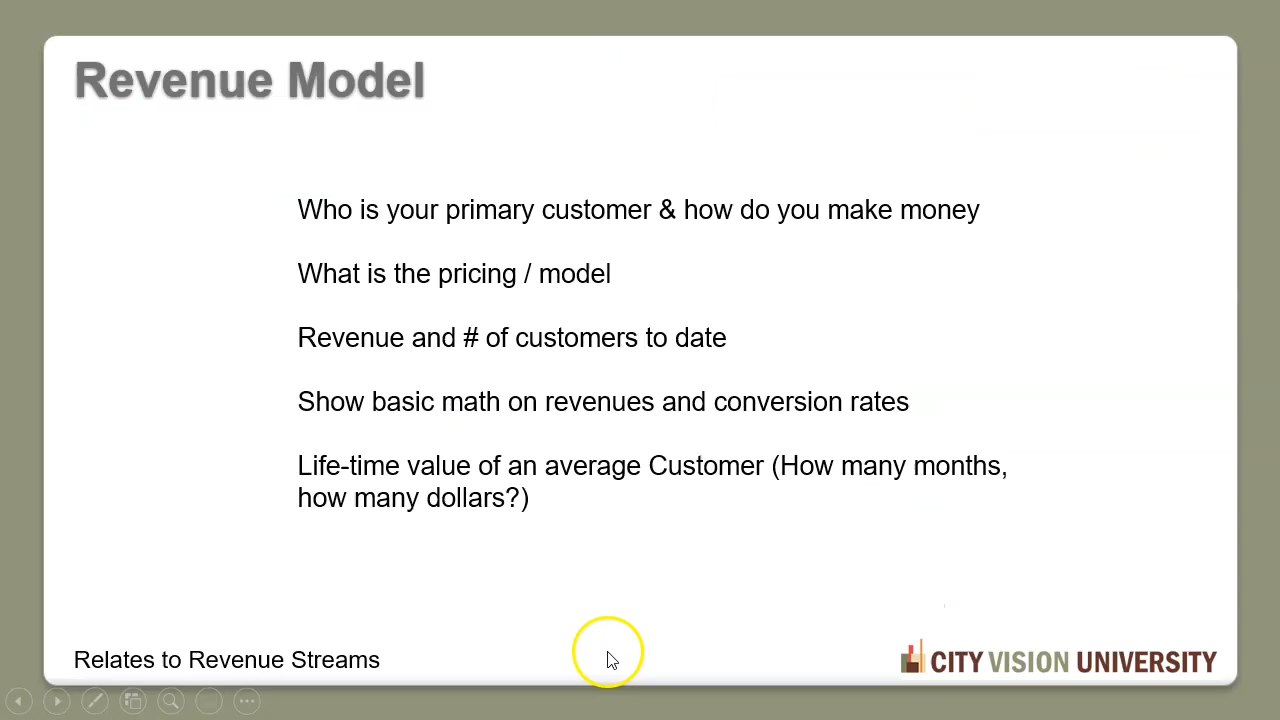 Revenue Model
Who is your primary customer & how do you make money
What is the pricing / model
Revenue and # of customers to date
Show basic math on revenues and conversion rates
Life-time value of an average Customer (How many months,
how many dollars?)
Relates to Revenue Streams
CITY VISION UNIVERSITY